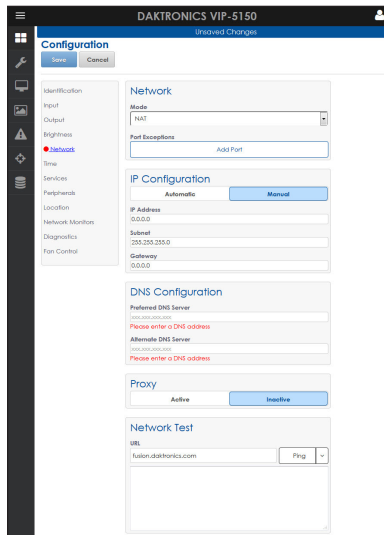 DAKTRONICS VIP-5150
Unsaved Changes
Configuration
Save Cancel
Identification
Input
Output
Brightness
Network
Time
Services
Peripherals
Location
Network Monitors
Diagnostics
Fan Control
Network
Mode
NAT
Port Exceptions
Add Port
IP Configuration
Automatic Manual
IP Address
0.0.0.0
Subnet
255.255.255.0
Gateway
0.0.0.0
DNS Configuration
Preferred DNS Server
xxx.xxx.xxx.xxx
Please enter a DNS address
Alternate DNS Server
xxx.xxx.xxx.xxx
Please enter a DNS address
Proxy
Active Inactive
Network Test
URL
fusion.daktronics.com Ping